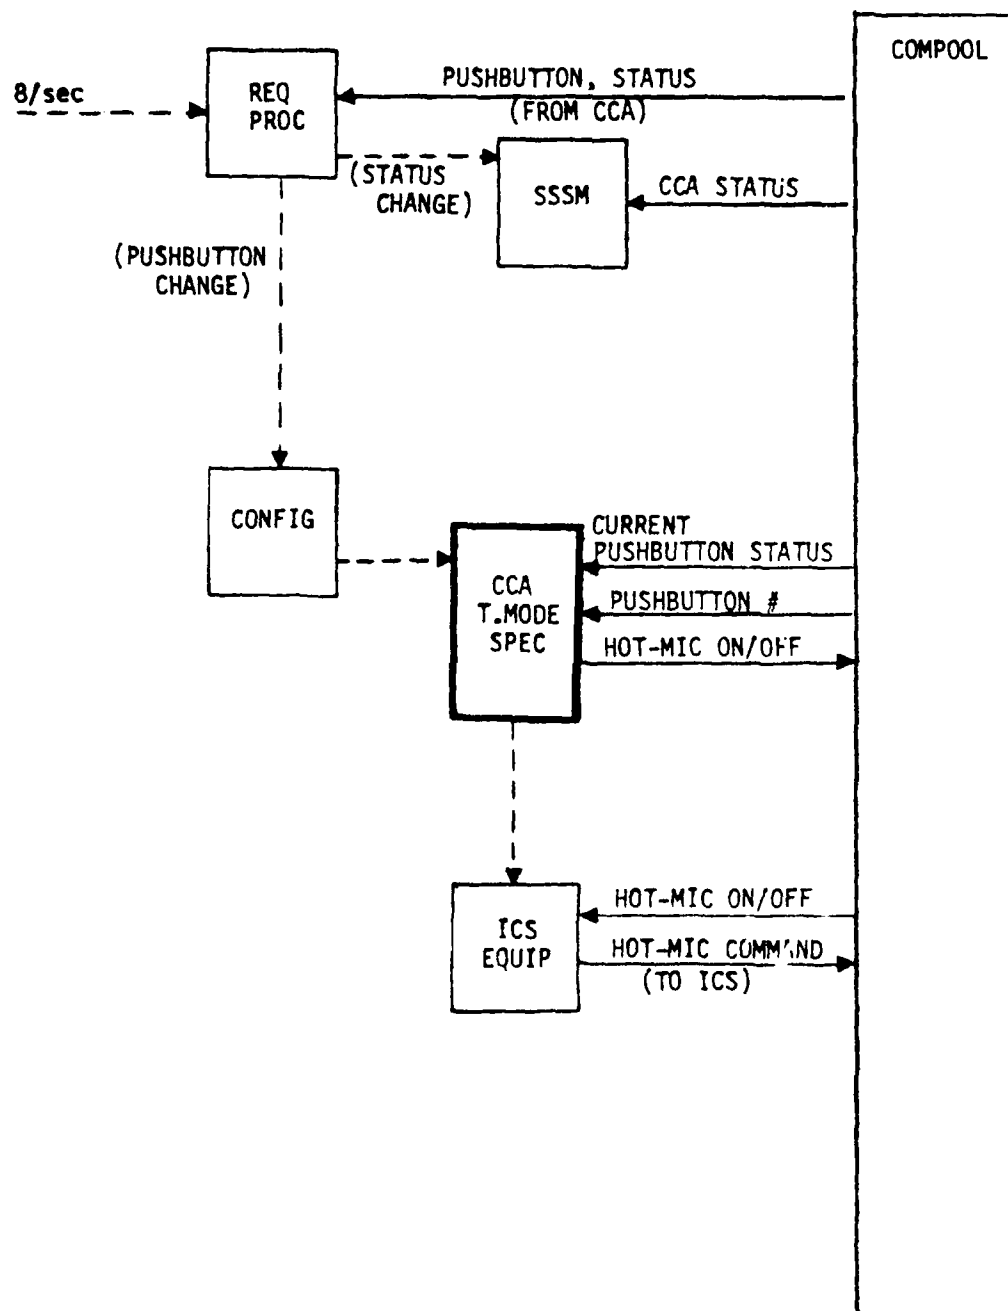 COMPOOL
PUSHBUTTON, STATUS
(FROM CCA)
8/sec
REQ
PROC
(STATUS
CHANGE)
SSSM
CCA STATUS
(PUSHBUTTON
CHANGE)
CONFIG
CCA
T.MODE
SPEC
CURRENT
PUSHBUTTON STATUS
PUSHBUTTON #
HOT-MIC ON/OFF
ICS
EQUIP
HOT-MIC ON/OFF
HOT-MIC COMMAND
(TO ICS)